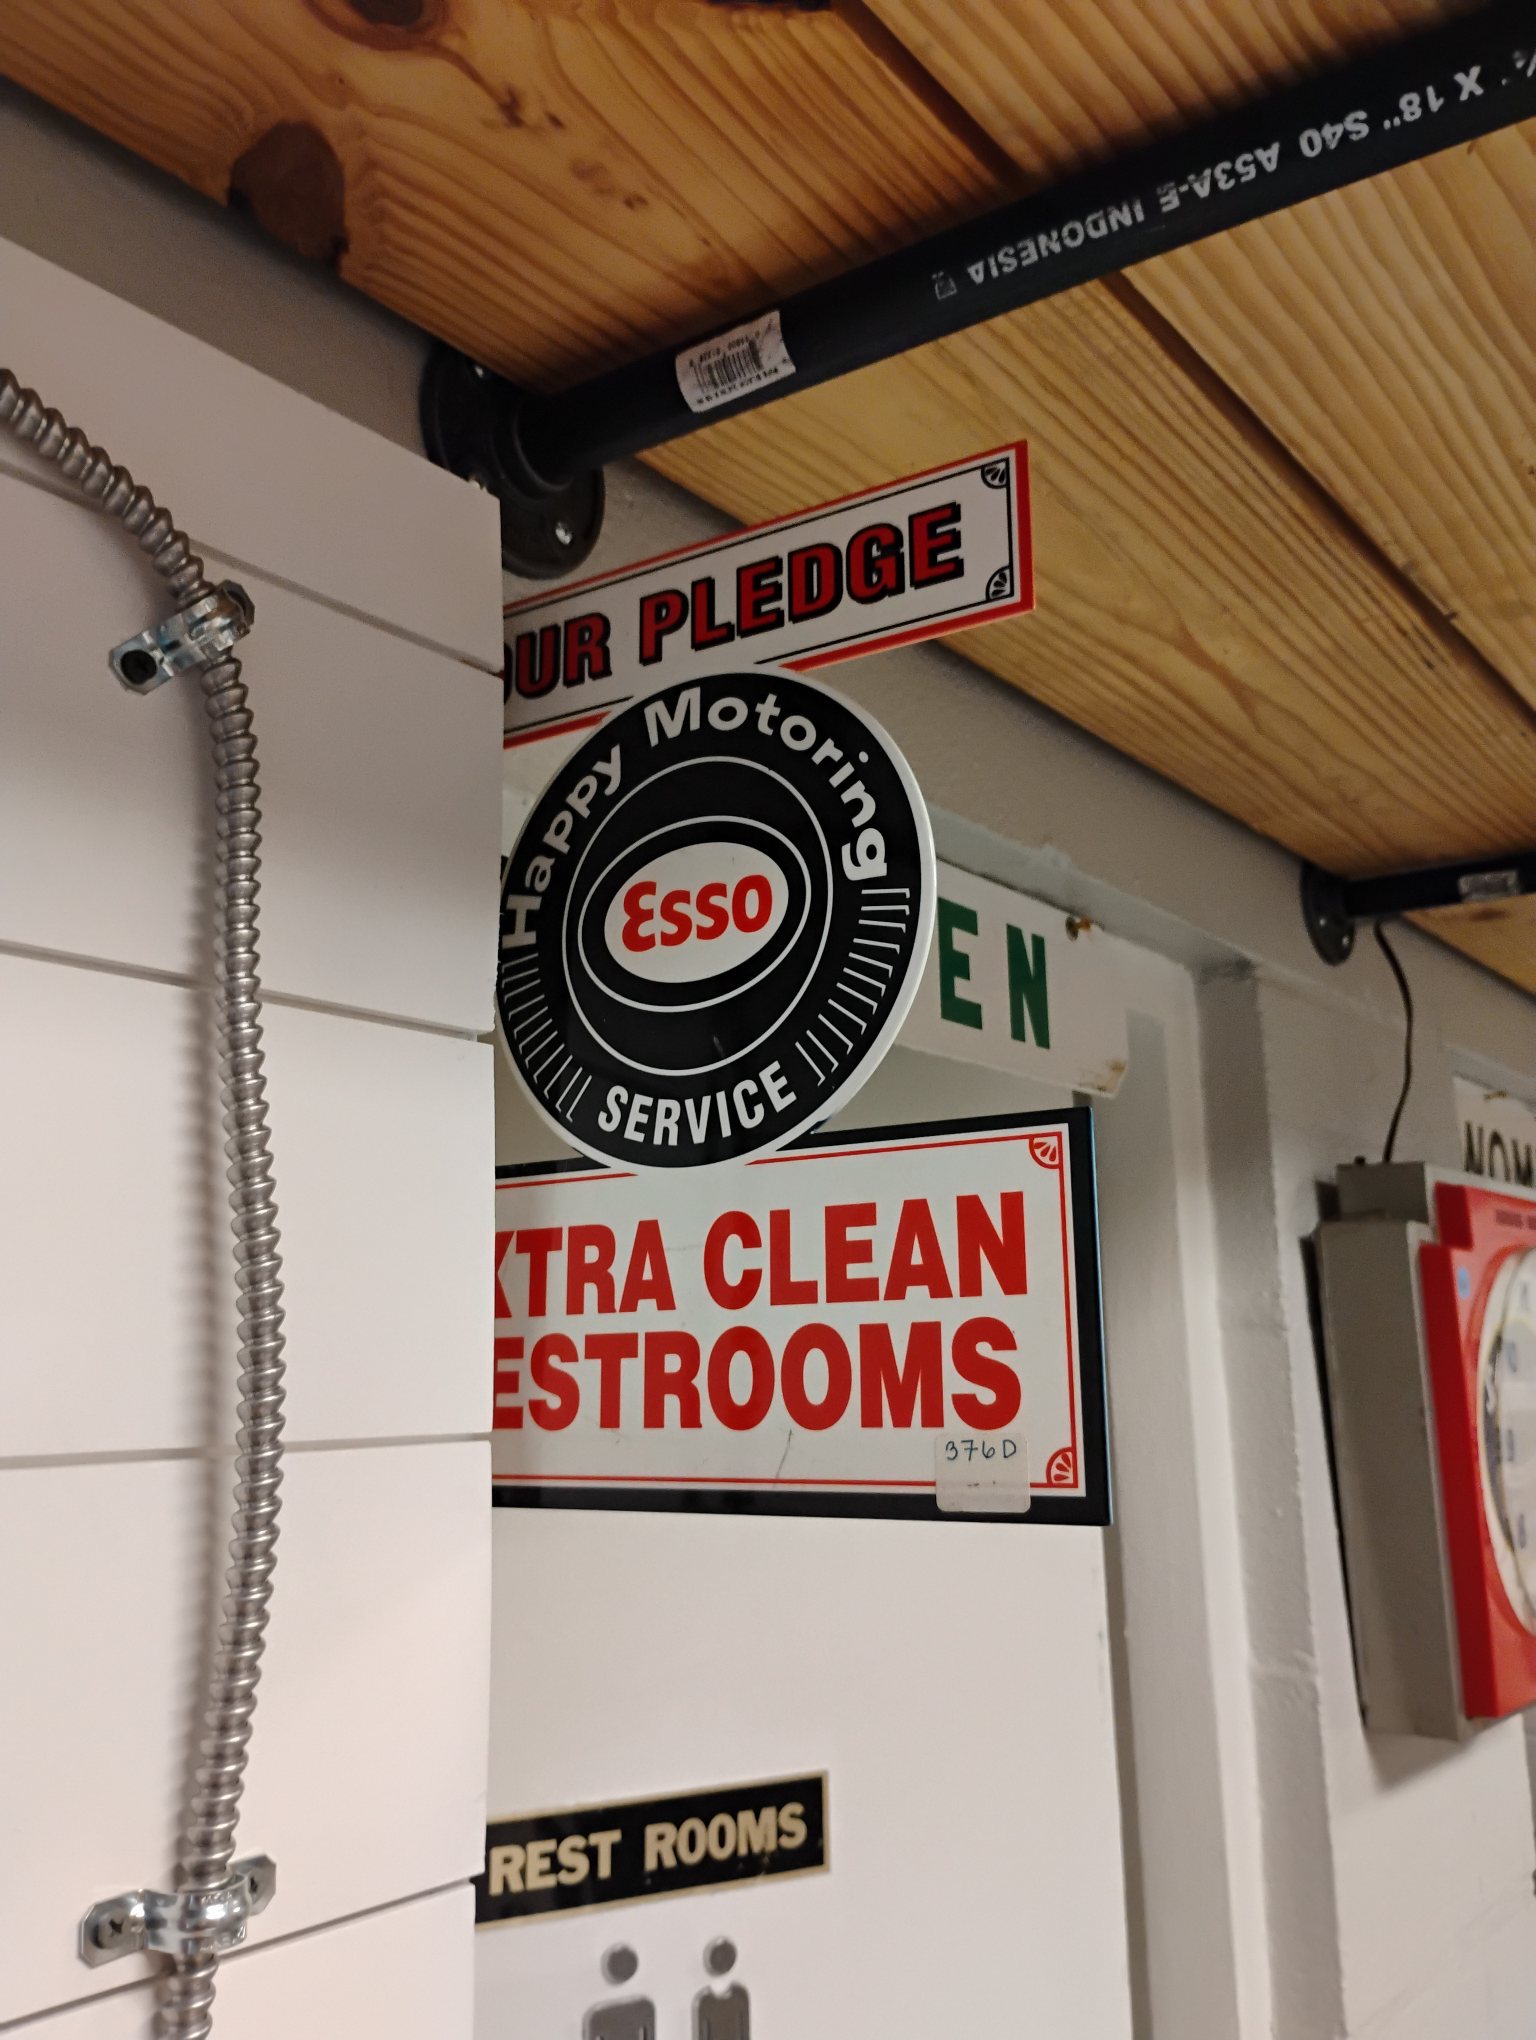 " X 18" S40 A53A-E INDONESIA
OUR PLEDGE
Happy Motoring
Esso
SERVICE
EN
XTRA CLEAN
ESTROOMS
376D
REST ROOMS